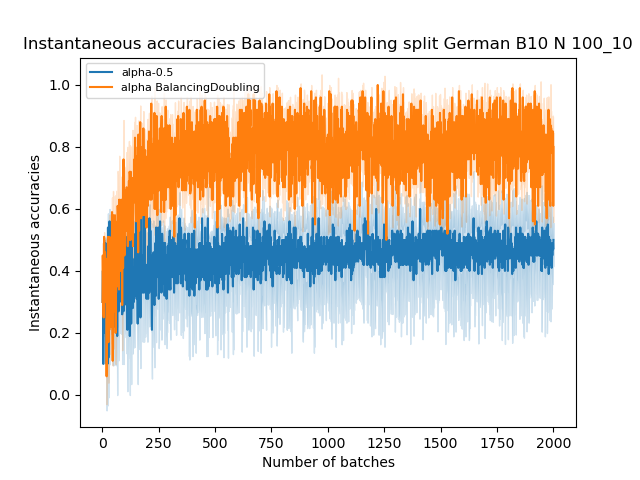 Instantaneous accuracies BalancingDoubling split German B10 N 100_10
alpha-0.5
alpha BalancingDoubling
1.0
0.8
0.6
0.4
0.2
0.0
Instantaneous accuracies
0 250 500 750 1000 1250 1500 1750 2000
Number of batches